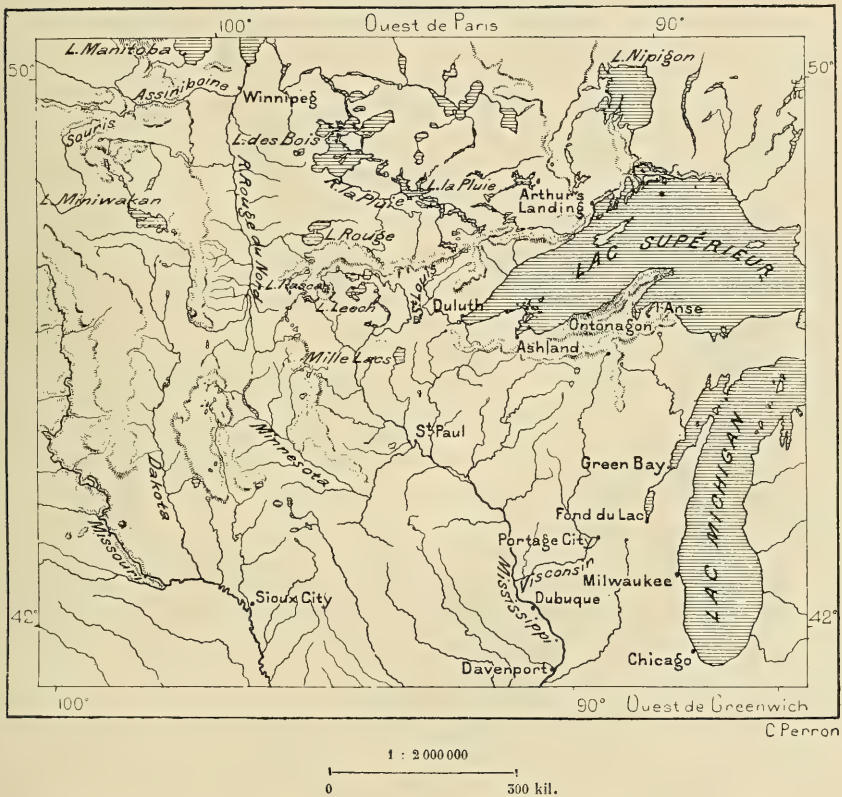 Ouest de Paris
100° 90°
L. Manitoba
L. Nipigon
50° 50°
Assiniboine
Winnipeg
Souris
L. des Bois
R. la Pluie
L. la Pluie
Arthur's
Landing
L. Miniwakan
R. Rouge du Nord
L. Rouge
LAC SUPÉRIEUR
L. Leech
Duluth
l'Anse
Ontonagon
Ashland
Mille Lacs
St Paul
Minnesota
Dakota
Green Bay
LAC MICHIGAN
Fond du Lac
Portage City
Missouri
Visconsin
Milwaukee
Mississippi
Sioux City
Dubuque
42° 42°
Chicago
Davenport
100° 90° Ouest de Greenwich
C Perron
1 : 2 000 000
0 300 kil.